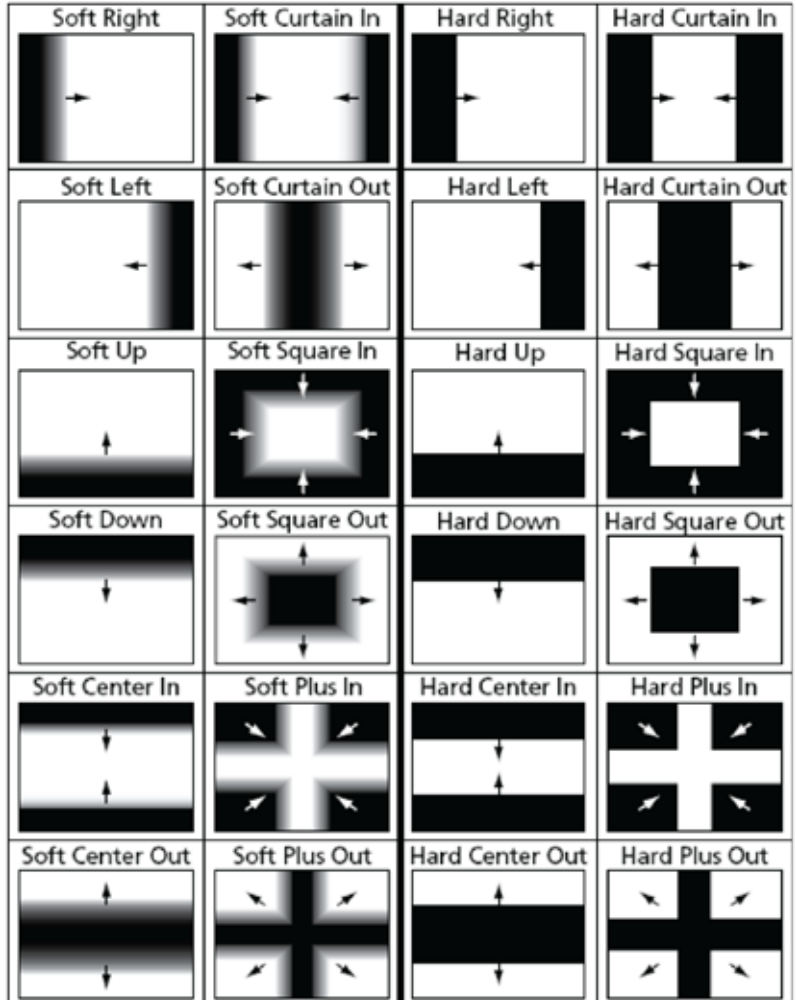 Soft Right
Soft Curtain In
Hard Right
Hard Curtain In
Soft Left
Soft Curtain Out
Hard Left
Hard Curtain Out
Soft Up
Soft Square In
Hard Up
Hard Square In
Soft Down
Soft Square Out
Hard Down
Hard Square Out
Soft Center In
Soft Plus In
Hard Center In
Hard Plus In
Soft Center Out
Soft Plus Out
Hard Center Out
Hard Plus Out